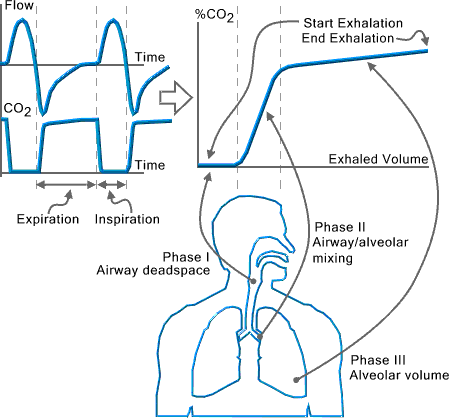 Flow
Time
CO2
Time
Expiration
Inspiration
%CO2
Start Exhalation
End Exhalation
Exhaled Volume
Phase I
Airway deadspace
Phase II
Airway/alveolar
mixing
Phase III
Alveolar volume